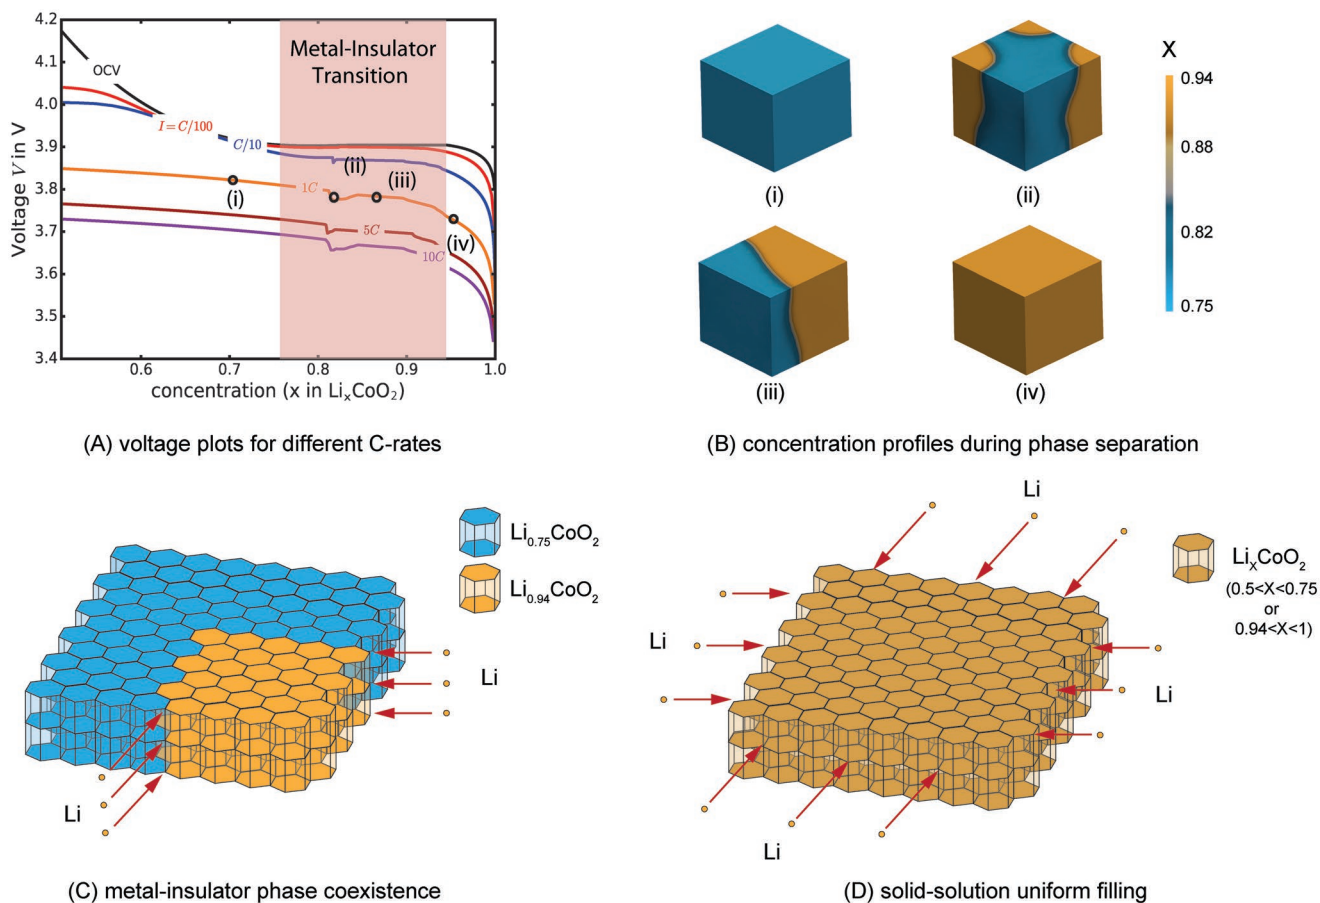 4.2
4.1
4.0
3.9
3.8
3.7
3.6
3.5
3.4
Voltage V in V
Metal-Insulator
Transition
OCV
I = C/100
C/10
1C
5C
10C
(i)
(ii)
(iii)
(iv)
0.6
0.7
0.8
0.9
1.0
concentration (x in LiₓCoO₂)
(A) voltage plots for different C-rates
(i)
(ii)
(iii)
(iv)
X
0.94
0.88
0.82
0.75
(B) concentration profiles during phase separation
Li₀.₇₅CoO₂
Li₀.₉₄CoO₂
Li
Li
(C) metal-insulator phase coexistence
Li
Li
Li
Li
LiₓCoO₂
(0.5<X<0.75
or
0.94<X<1)
(D) solid-solution uniform filling